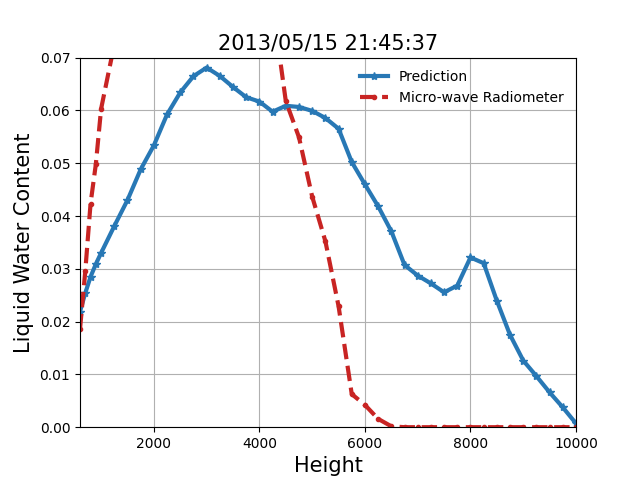 2013/05/15 21:45:37
0.07
0.06
0.05
0.04
0.03
0.02
0.01
0.00
Liquid Water Content
Prediction
Micro-wave Radiometer
2000 4000 6000 8000 10000
Height